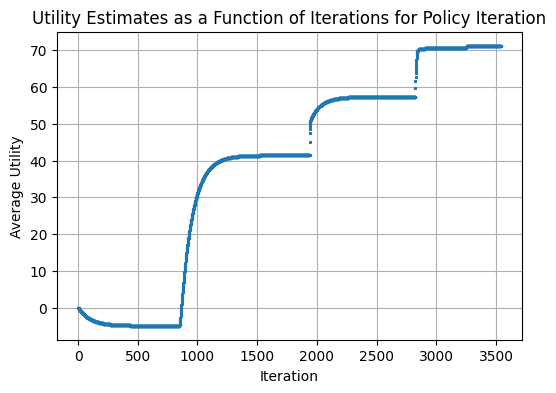 Utility Estimates as a Function of Iterations for Policy Iteration
70
60
50
40
30
20
10
0
Average Utility
0 500 1000 1500 2000 2500 3000 3500
Iteration